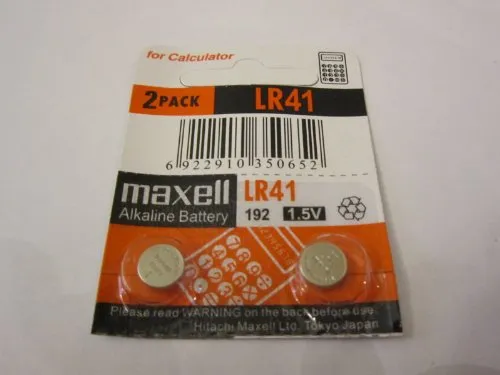 for Calculator
2 PACK LR41
6 922910 350652
maxell LR41
Alkaline Battery 192 1.5V
Please read WARNING on the back before use.
Hitachi Maxell Ltd. Tokyo Japan